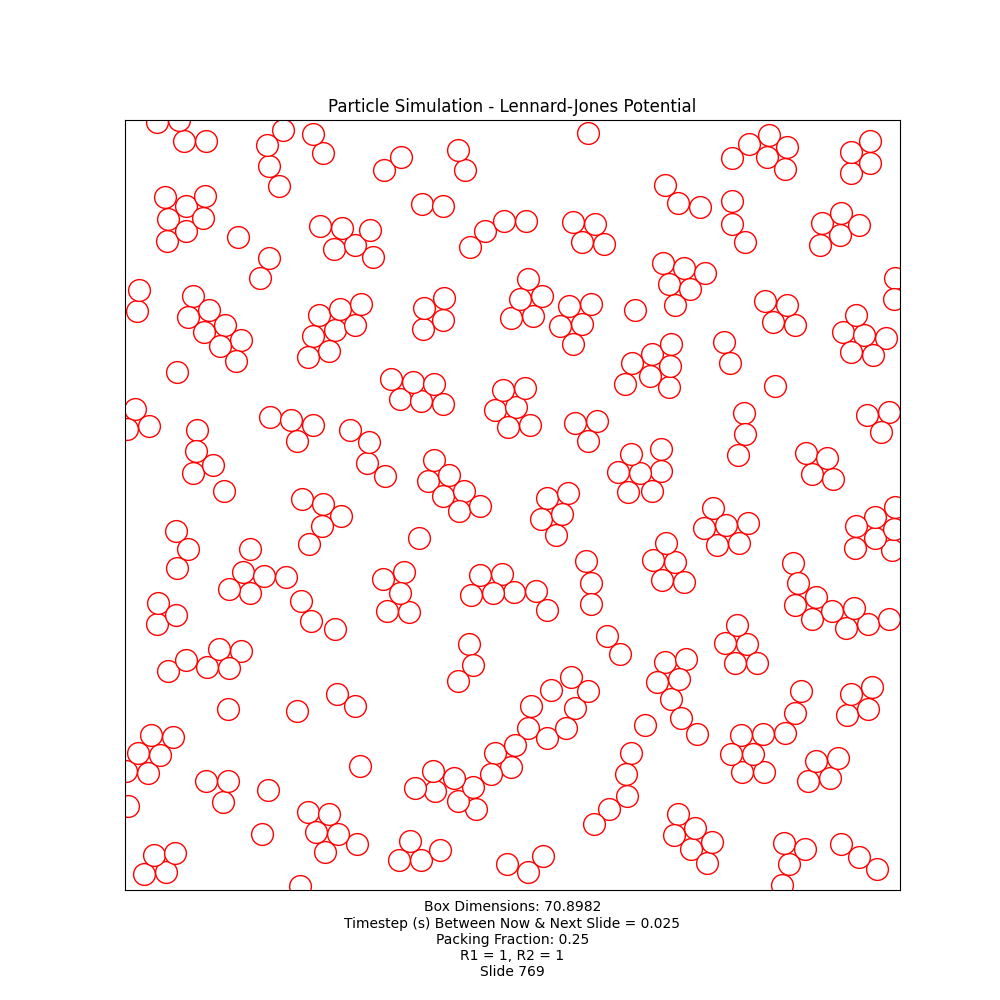 Particle Simulation - Lennard-Jones Potential
Box Dimensions: 70.8982
Timestep (s) Between Now & Next Slide = 0.025
Packing Fraction: 0.25
R1 = 1, R2 = 1
Slide 769